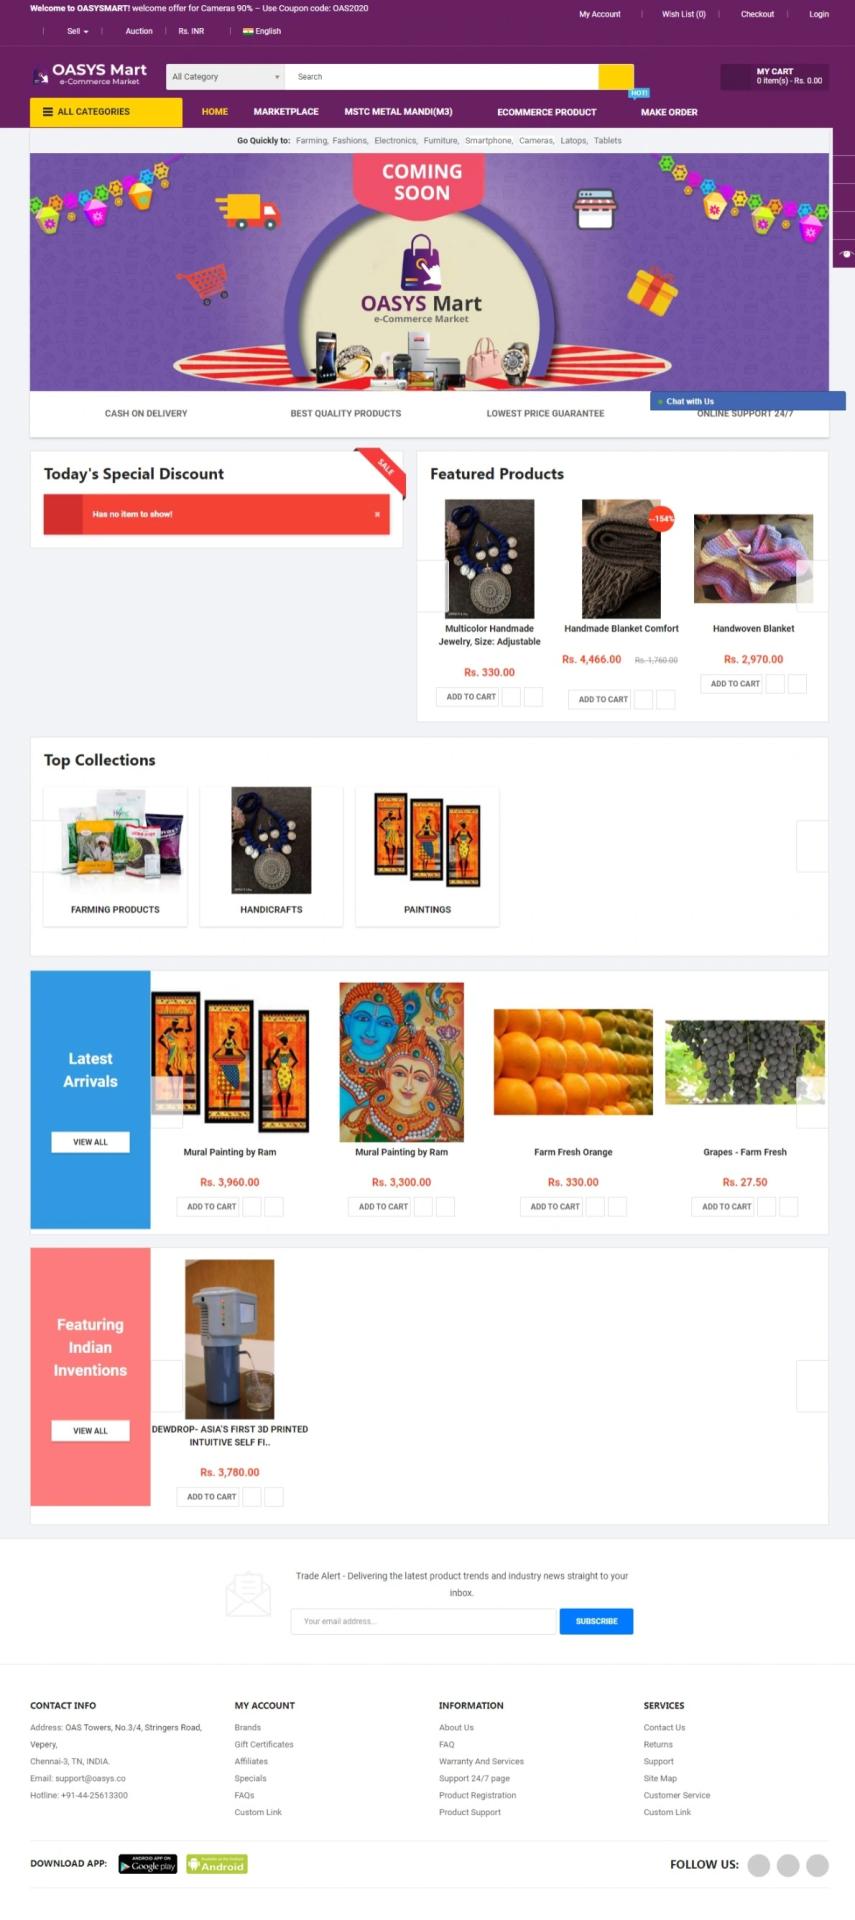 Welcome to OASYSMART! welcome offer for Cameras 90% – Use Coupon code: OAS2020
My Account
Wish List (0)
Checkout
Login
Sell
Auction
Rs. INR
English
OASYS Mart
e-Commerce Market
All Category
Search
MY CART
0 item(s) - Rs. 0.00
HOT!
ALL CATEGORIES
HOME
MARKETPLACE
MSTC METAL MANDI(M3)
ECOMMERCE PRODUCT
MAKE ORDER
Go Quickly to: Farming, Fashions, Electronics, Furniture, Smartphone, Cameras, Latops, Tablets
COMING
SOON
OASYS Mart
e-Commerce Market
CASH ON DELIVERY
BEST QUALITY PRODUCTS
LOWEST PRICE GUARANTEE
ONLINE SUPPORT 24/7
Chat with Us
Today's Special Discount
SALE
Has no item to show!
Featured Products
--154%
Multicolor Handmade
Jewelry, Size: Adjustable
Rs. 330.00
ADD TO CART
Handmade Blanket Comfort
Rs. 4,466.00 Rs. 1,760.00
ADD TO CART
Handwoven Blanket
Rs. 2,970.00
ADD TO CART
Top Collections
FARMING PRODUCTS
HANDICRAFTS
PAINTINGS
Latest
Arrivals
VIEW ALL
Mural Painting by Ram
Rs. 3,960.00
ADD TO CART
Mural Painting by Ram
Rs. 3,300.00
ADD TO CART
Farm Fresh Orange
Rs. 330.00
ADD TO CART
Grapes - Farm Fresh
Rs. 27.50
ADD TO CART
Featuring
Indian
Inventions
VIEW ALL
DEWDROP- ASIA'S FIRST 3D PRINTED
INTUITIVE SELF FI..
Rs. 3,780.00
ADD TO CART
Trade Alert - Delivering the latest product trends and industry news straight to your
inbox.
Your email address...
SUBSCRIBE
CONTACT INFO
Address: OAS Towers, No.3/4, Stringers Road,
Vepery,
Chennai-3, TN, INDIA.
Email: support@oasys.co
Hotline: +91-44-25613300
MY ACCOUNT
Brands
Gift Certificates
Affiliates
Specials
FAQs
Custom Link
INFORMATION
About Us
FAQ
Warranty And Services
Support 24/7 page
Product Registration
Product Support
SERVICES
Contact Us
Returns
Support
Site Map
Customer Service
Custom Link
DOWNLOAD APP:
ANDROID APP ON
Google play
Android
FOLLOW US: